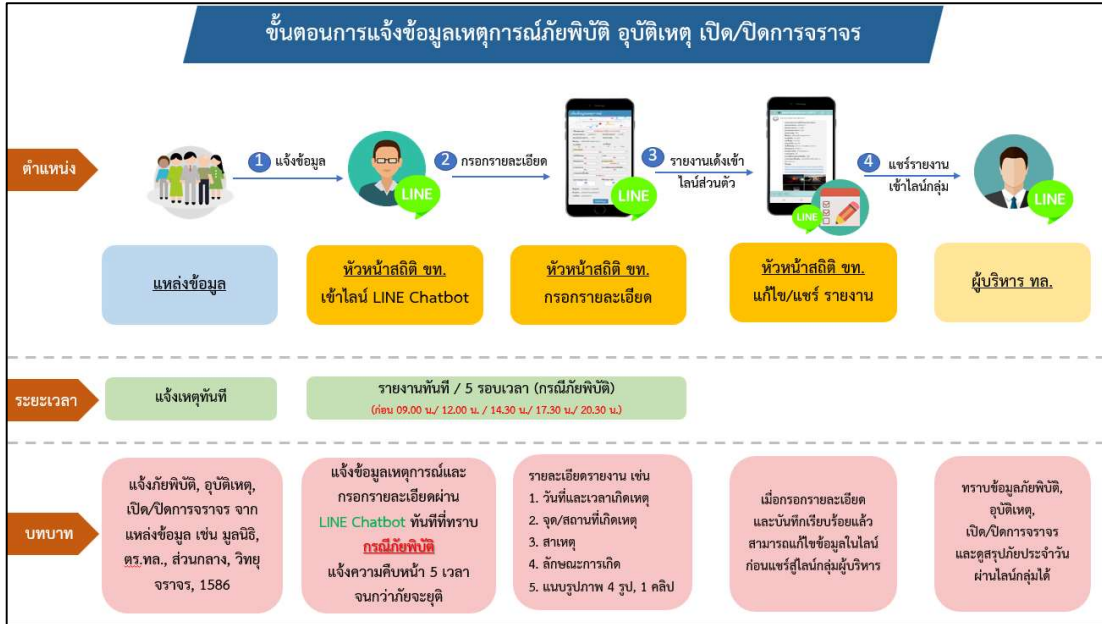 ขั้นตอนการแจ้งข้อมูลเหตุการณ์ภัยพิบัติ อุบัติเหตุ เปิด/ปิดการจราจร
ตำแหน่ง
1 แจ้งข้อมูล
LINE
2 กรอกรายละเอียด
LINE
3 รายงานเด้งเข้า
ไลน์ส่วนตัว
LINE
4 แชร์รายงาน
เข้าไลน์กลุ่ม
LINE
แหล่งข้อมูล
หัวหน้าสถิติ ขท.
เข้าไลน์ LINE Chatbot
หัวหน้าสถิติ ขท.
กรอกรายละเอียด
หัวหน้าสถิติ ขท.
แก้ไข/แชร์ รายงาน
ผู้บริหาร ทล.
ระยะเวลา
แจ้งเหตุทันที
รายงานทันที / 5 รอบเวลา (กรณีภัยพิบัติ)
(ก่อน 09.00 น./ 12.00 น. / 14.30 น./ 17.30 น./ 20.30 น.)
บทบาท
แจ้งภัยพิบัติ, อุบัติเหตุ,
เปิด/ปิดการจราจร จาก
แหล่งข้อมูล เช่น มูลนิธิ,
ตร.ทล., ส่วนกลาง, วิทยุ
จราจร, 1586
แจ้งข้อมูลเหตุการณ์และ
กรอกรายละเอียดผ่าน
LINE Chatbot ทันทีที่ทราบ
กรณีภัยพิบัติ
แจ้งความคืบหน้า 5 เวลา
จนกว่าภัยจะยุติ
รายละเอียดรายงาน เช่น
1. วันที่และเวลาเกิดเหตุ
2. จุด/สถานที่เกิดเหตุ
3. สาเหตุ
4. ลักษณะการเกิด
5. แนบรูปภาพ 4 รูป, 1 คลิป
เมื่อกรอกรายละเอียด
และบันทึกเรียบร้อยแล้ว
สามารถแก้ไขข้อมูลในไลน์
ก่อนแชร์สู่ไลน์กลุ่มผู้บริหาร
ทราบข้อมูลภัยพิบัติ,
อุบัติเหตุ,
เปิด/ปิดการจราจร
และดูสรุปภัยประจำวัน
ผ่านไลน์กลุ่มได้